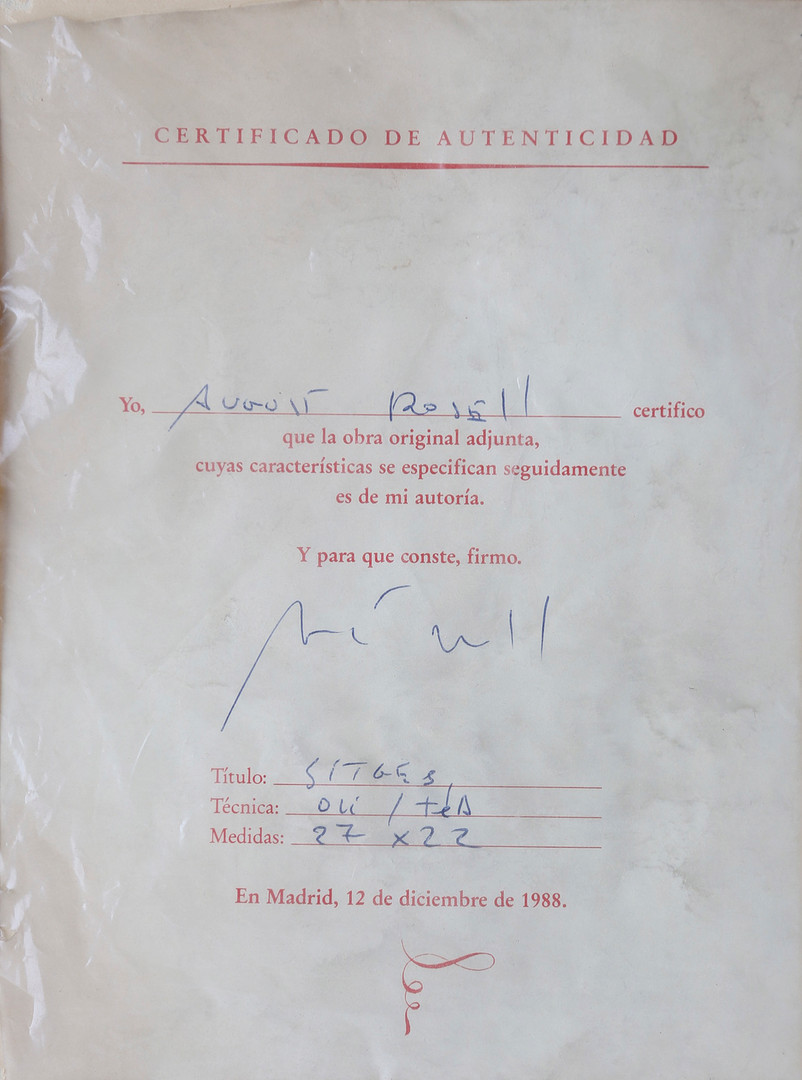 CERTIFICADO DE AUTENTICIDAD
Yo, August Rosell certifico
que la obra original adjunta,
cuyas características se especifican seguidamente
es de mi autoría.
Y para que conste, firmo.
Título: SITGES
Técnica: oli / telA
Medidas: 27 x 22
En Madrid, 12 de diciembre de 1988.